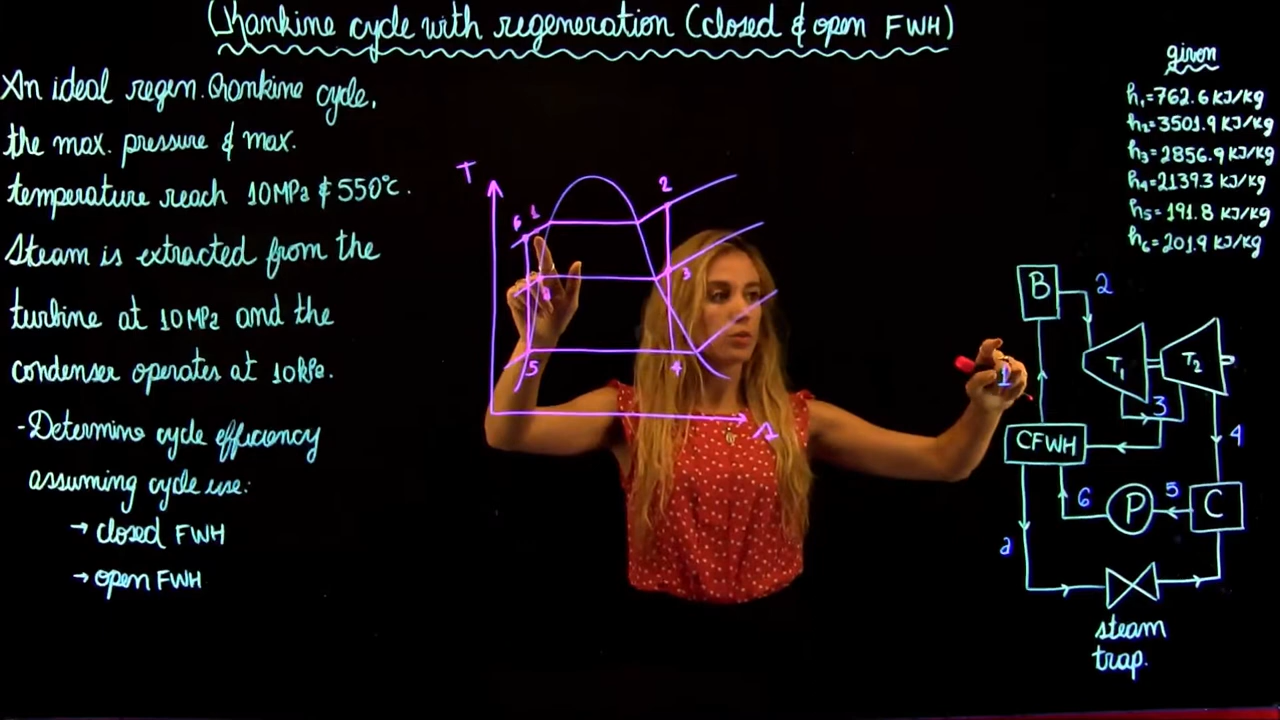 Rankine cycle with regeneration (closed & open FWH)
An ideal regen. Rankine cycle,
the max. pressure & max.
temperature reach 10MPa & 550°c.
Steam is extracted from the
turbine at 10MPa and the
condenser operates at 10kPa.
-Determine cycle efficiency
assuming cycle use:
→ closed FWH
→ open FWH
T
6 1
2
3
5
4
given
h₁=762.6 KJ/kg
h₂=3501.9 KJ/kg
h₃=2856.9 KJ/kg
h₄=2139.3 KJ/kg
h₅=191.8 KJ/kg
h₆=201.9 KJ/kg
B
2
T₁
T₂
1
3
CFWH
4
6
P
5
C
a
steam
trap.